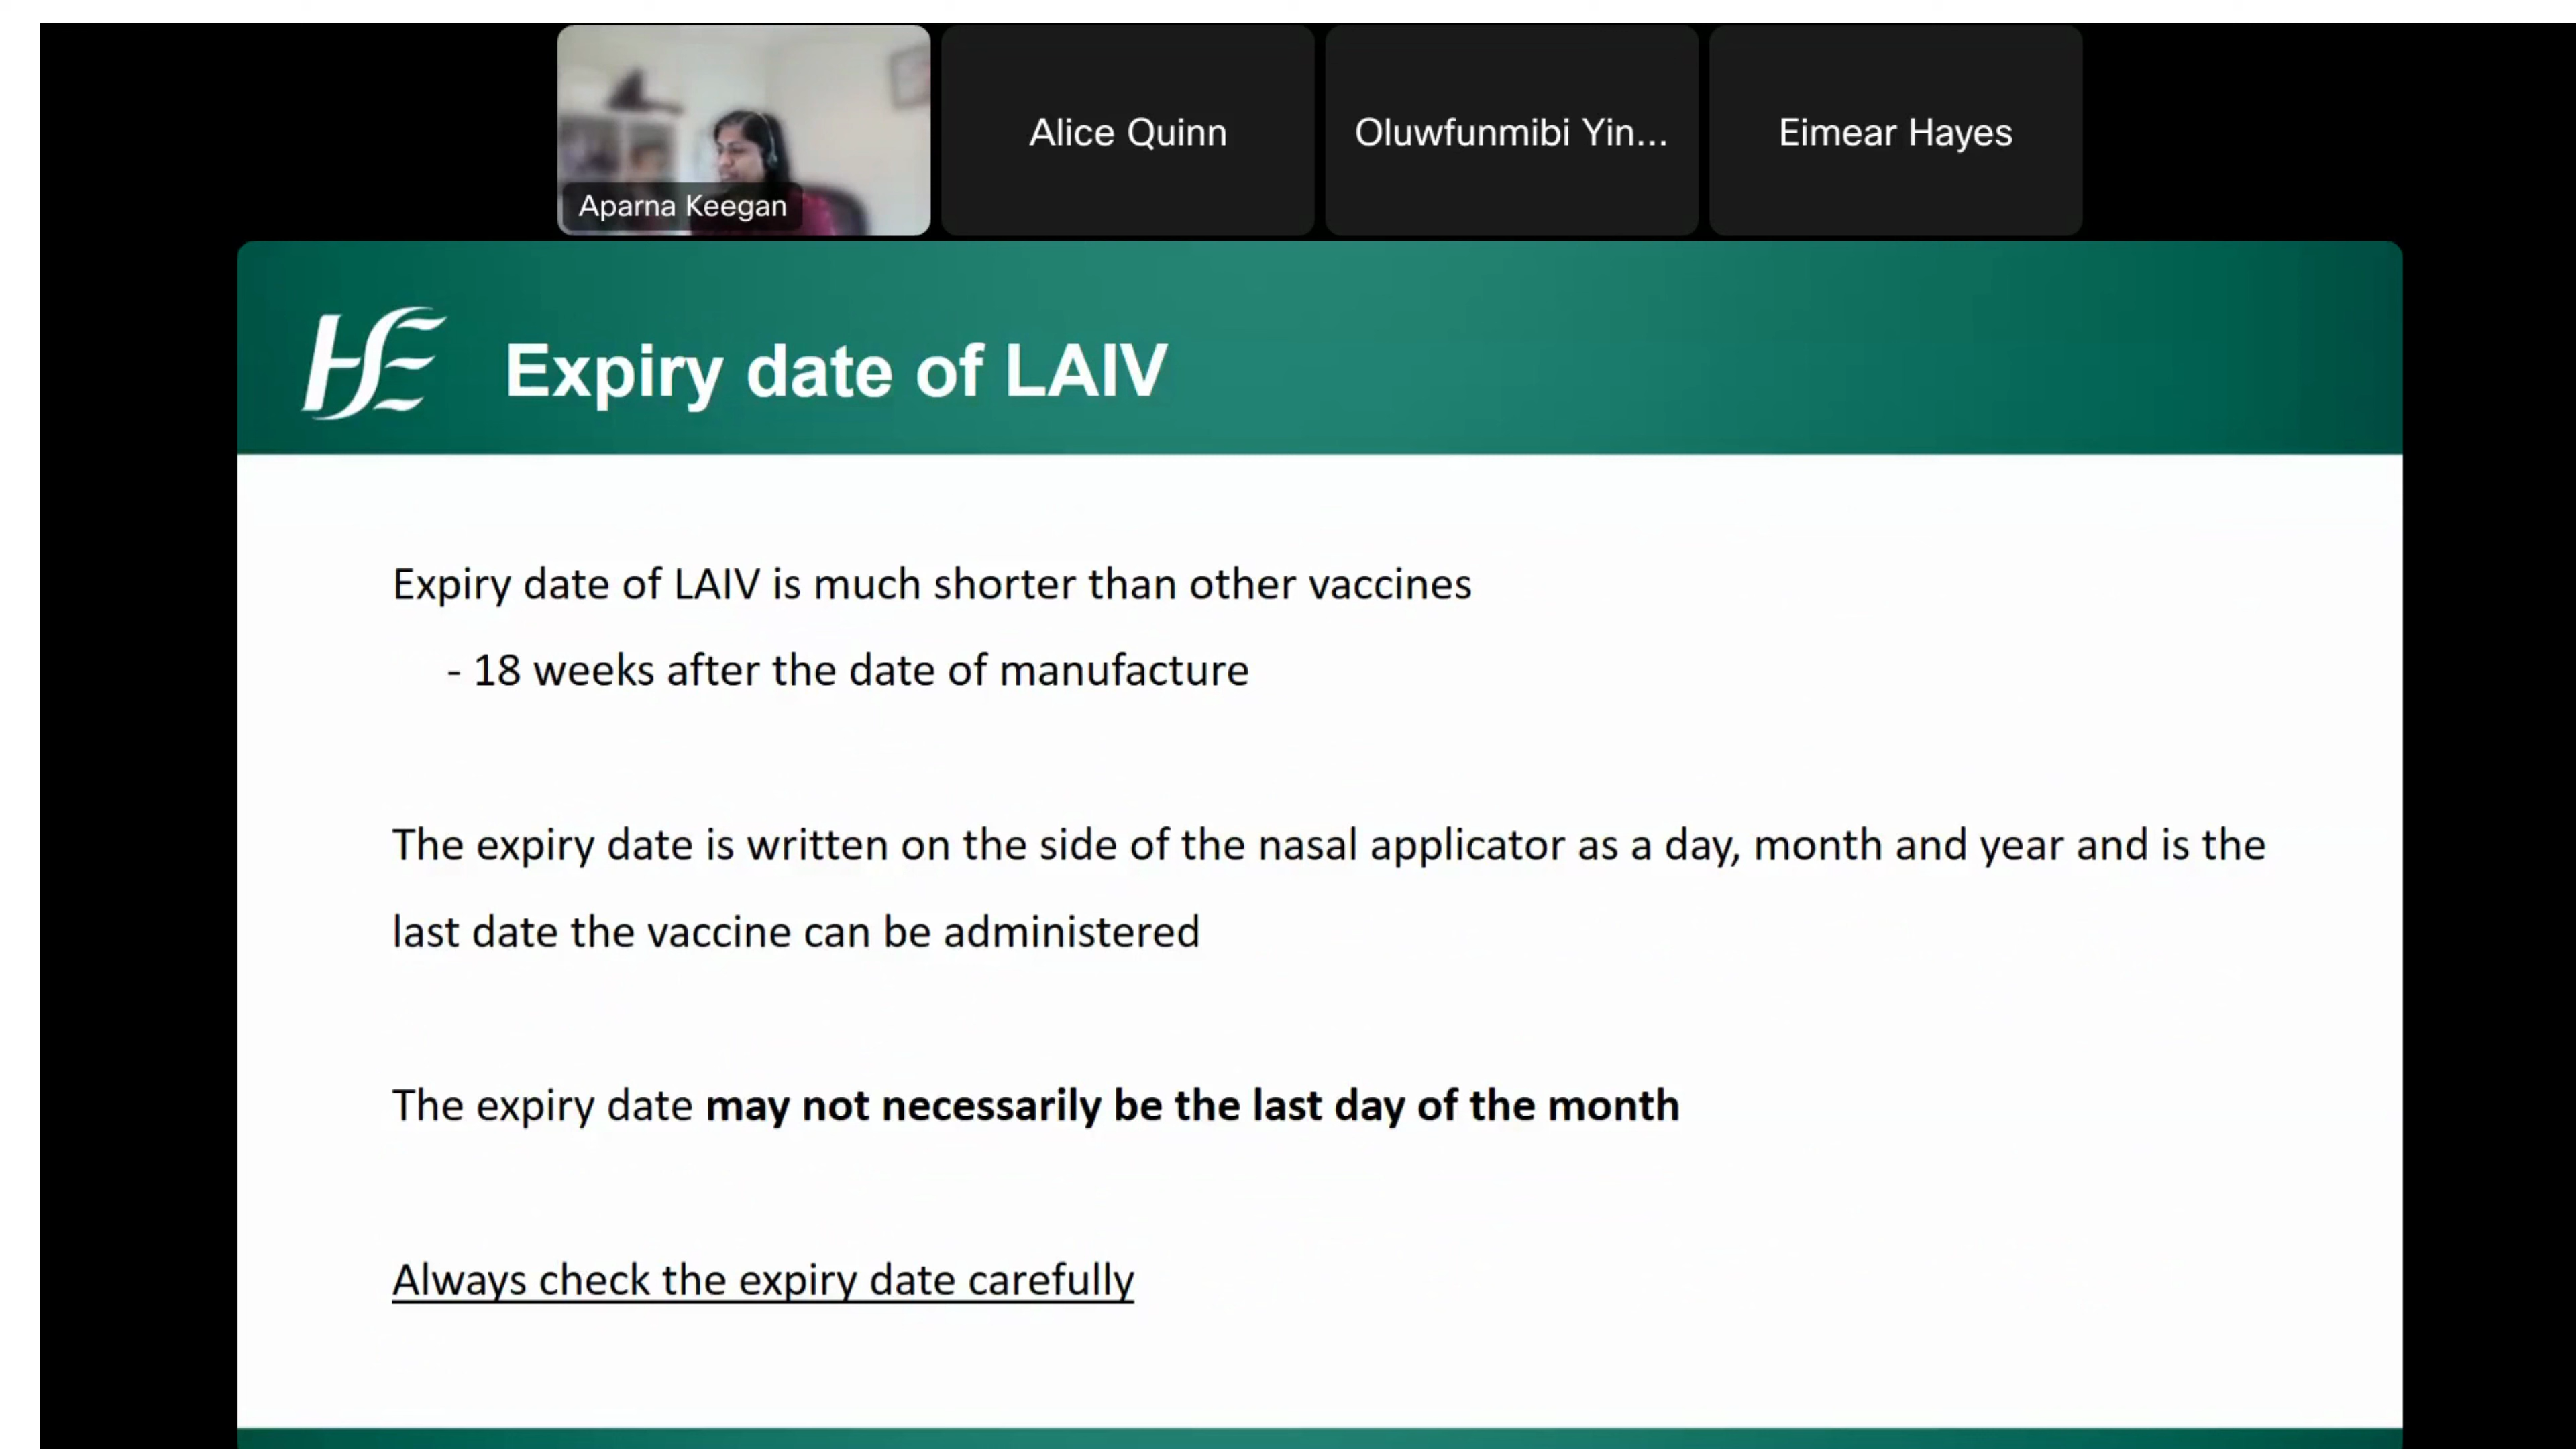 Aparna Keegan
Alice Quinn
Oluwfunmibi Yin...
Eimear Hayes
HSE
Expiry date of LAIV
Expiry date of LAIV is much shorter than other vaccines
- 18 weeks after the date of manufacture
The expiry date is written on the side of the nasal applicator as a day, month and year and is the
last date the vaccine can be administered
The expiry date may not necessarily be the last day of the month
Always check the expiry date carefully